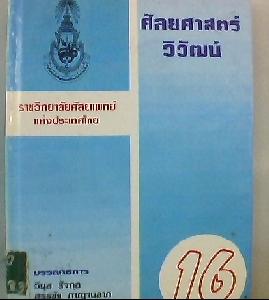 ศัลยศาสตร์
วิวัฒน์
ราชวิทยาลัยศัลยแพทย์
แห่งประเทศไทย
บรรณาธิการ
16